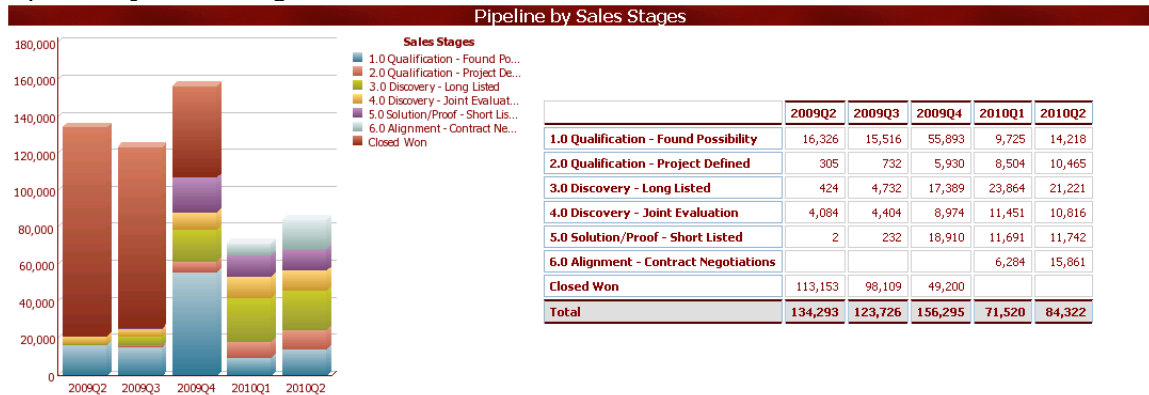 Pipeline by Sales Stages
180,000
160,000
140,000
120,000
100,000
80,000
60,000
40,000
20,000
0
2009Q2 2009Q3 2009Q4 2010Q1 2010Q2
Sales Stages
1.0 Qualification - Found Po...
2.0 Qualification - Project De...
3.0 Discovery - Long Listed
4.0 Discovery - Joint Evaluat...
5.0 Solution/Proof - Short Lis...
6.0 Alignment - Contract Ne...
Closed Won
2009Q2 2009Q3 2009Q4 2010Q1 2010Q2
1.0 Qualification - Found Possibility 16,326 15,516 55,893 9,725 14,218
2.0 Qualification - Project Defined 305 732 5,930 8,504 10,465
3.0 Discovery - Long Listed 424 4,732 17,389 23,864 21,221
4.0 Discovery - Joint Evaluation 4,084 4,404 8,974 11,451 10,816
5.0 Solution/Proof - Short Listed 2 232 18,910 11,691 11,742
6.0 Alignment - Contract Negotiations 6,284 15,861
Closed Won 113,153 98,109 49,200
Total 134,293 123,726 156,295 71,520 84,322